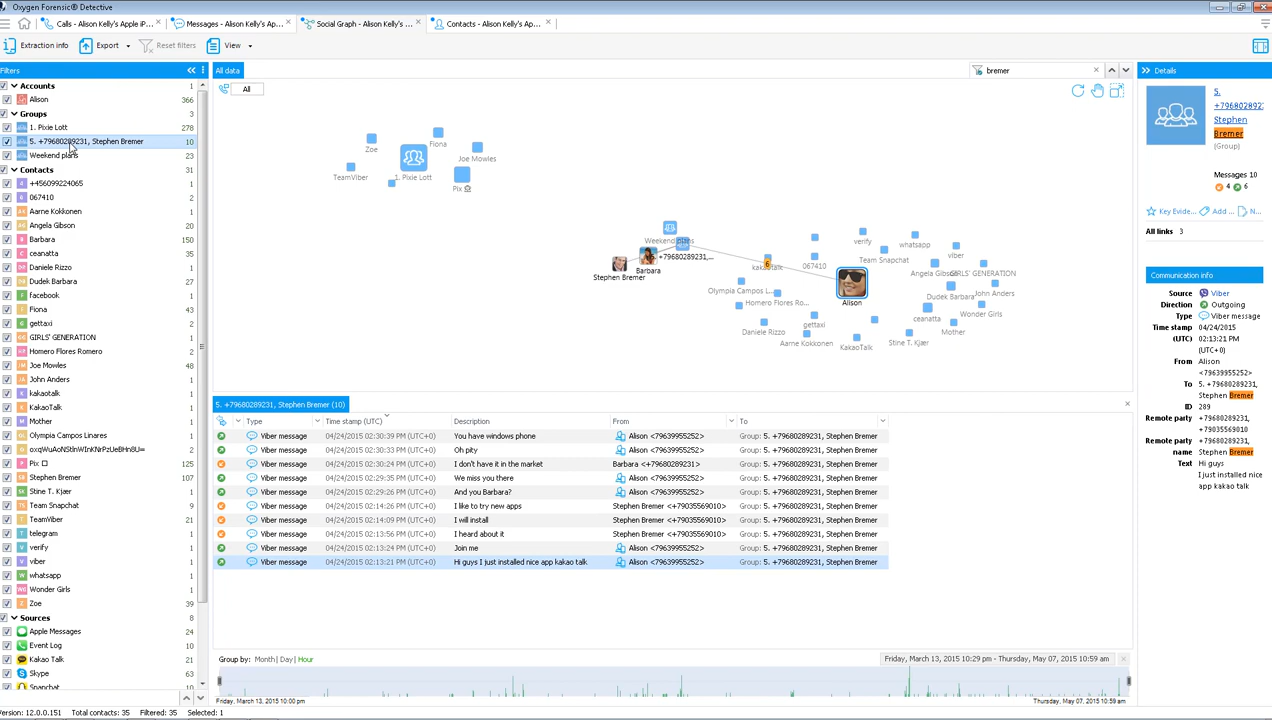 Oxygen Forensic® Detective
Calls - Alison Kelly's Apple iP...
Messages - Alison Kelly's Ap...
Social Graph - Alison Kelly's ...
Contacts - Alison Kelly's Ap...
Extraction info
Export
Reset filters
View
Filters
Accounts 1
Alison 366
Groups 3
1. Pixie Lott 278
5. +79680289231, Stephen Bremer 10
Weekend plans 23
Contacts 31
+456099224065 1
067410 2
Aarne Kokkonen 1
Angela Gibson 20
Barbara 150
ceanatta 35
Daniele Rizzo 1
Dudek Barbara 27
facebook 1
Fiona 43
gettaxi 1
GIRLS' GENERATION 1
Homero Flores Romero 2
Joe Mowles 48
John Anders 1
kakaotalk 1
KakaoTalk 1
Mother 1
Olympia Campos Linares 2
Pix □ 125
Stephen Bremer 107
Stine T. Kjær 1
Team Snapchat 9
TeamViber 21
telegram 1
verify 1
viber 1
whatsapp 1
Wonder Girls 1
Zoe 39
Sources 8
Apple Messages 24
Event Log 10
Kakao Talk 21
Skype 63
Snapchat
All data
bremer
All
Zoe
Fiona
Joe Mowles
TeamViber
1. Pixie Lott
Pix
Weekend plans
5. +79680289231,...
Stephen Bremer
Barbara
kakaotalk
6
067410
verify
Team Snapchat
whatsapp
viber
Angela Gibson
GIRLS' GENERATION
Olympia Campos L...
Homero Flores Ro...
Alison
Dudek Barbara
John Anders
Daniele Rizzo
gettaxi
ceanatta
Wonder Girls
Aarne Kokkonen
KakaoTalk
Stine T. Kjær
Mother
5. +79680289231, Stephen Bremer (10)
Type Time stamp (UTC) Description From To
Viber message 04/24/2015 02:30:39 PM (UTC+0) You have windows phone Alison <79639955252> Group: 5. +79680289231, Stephen Bremer
Viber message 04/24/2015 02:30:33 PM (UTC+0) Oh pity Alison <79639955252> Group: 5. +79680289231, Stephen Bremer
Viber message 04/24/2015 02:30:24 PM (UTC+0) I don't have it in the market Barbara <+79680289231> Group: 5. +79680289231, Stephen Bremer
Viber message 04/24/2015 02:29:35 PM (UTC+0) We miss you there Alison <79639955252> Group: 5. +79680289231, Stephen Bremer
Viber message 04/24/2015 02:29:26 PM (UTC+0) And you Barbara? Alison <79639955252> Group: 5. +79680289231, Stephen Bremer
Viber message 04/24/2015 02:14:26 PM (UTC+0) I like to try new apps Stephen Bremer <+79035569010> Group: 5. +79680289231, Stephen Bremer
Viber message 04/24/2015 02:14:09 PM (UTC+0) I will install Stephen Bremer <+79035569010> Group: 5. +79680289231, Stephen Bremer
Viber message 04/24/2015 02:13:56 PM (UTC+0) I heard about it Stephen Bremer <+79035569010> Group: 5. +79680289231, Stephen Bremer
Viber message 04/24/2015 02:13:24 PM (UTC+0) Join me Alison <79639955252> Group: 5. +79680289231, Stephen Bremer
Viber message 04/24/2015 02:13:21 PM (UTC+0) Hi guys I just installed nice app kakao talk Alison <79639955252> Group: 5. +79680289231, Stephen Bremer
Group by: Month| Day| Hour
Friday, March 13, 2015 10:29 pm - Thursday, May 07, 2015 10:59 am
Friday, March 13, 2015 10:00 pm
Thursday, May 07, 2015 10:59 am
Details
5.
+7968028923
Stephen
Bremer
(Group)
Messages 10
4 6
Key Evide...
Add ...
N...
All links 3
Communication info
Source Viber
Direction Outgoing
Type Viber message
Time stamp 04/24/2015
(UTC) 02:13:21 PM
(UTC+0)
From Alison
<79639955252>
To 5. +79680289231,
Stephen Bremer
ID 289
Remote party +79680289231,
+79035569010
Remote party +79680289231,
name Stephen Bremer
Text Hi guys
I just installed nice
app kakao talk
Version: 12.0.0.151 Total contacts: 35 Filtered: 35 Selected: 1